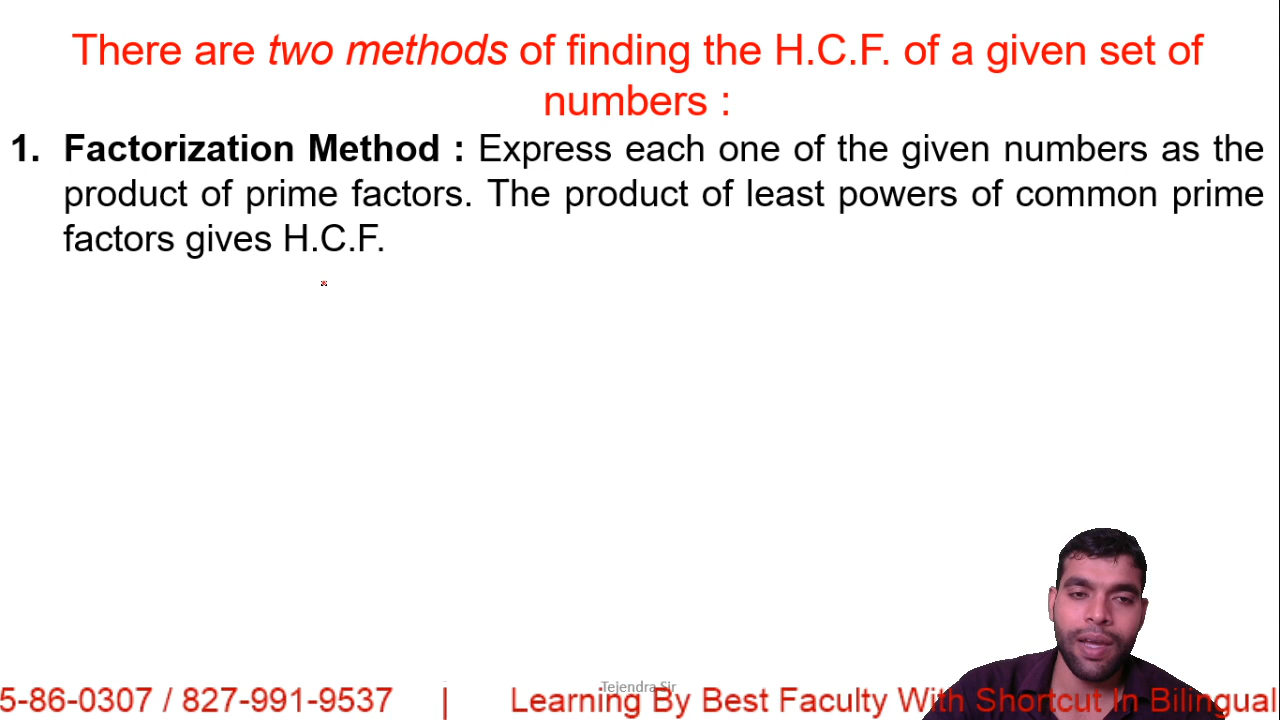 There are two methods of finding the H.C.F. of a given set of
numbers :
1. Factorization Method : Express each one of the given numbers as the
product of prime factors. The product of least powers of common prime
factors gives H.C.F.
Tejendra Sir
5-86-0307 / 827-991-9537 | Learning By Best Faculty With Shortcut In Bilingual